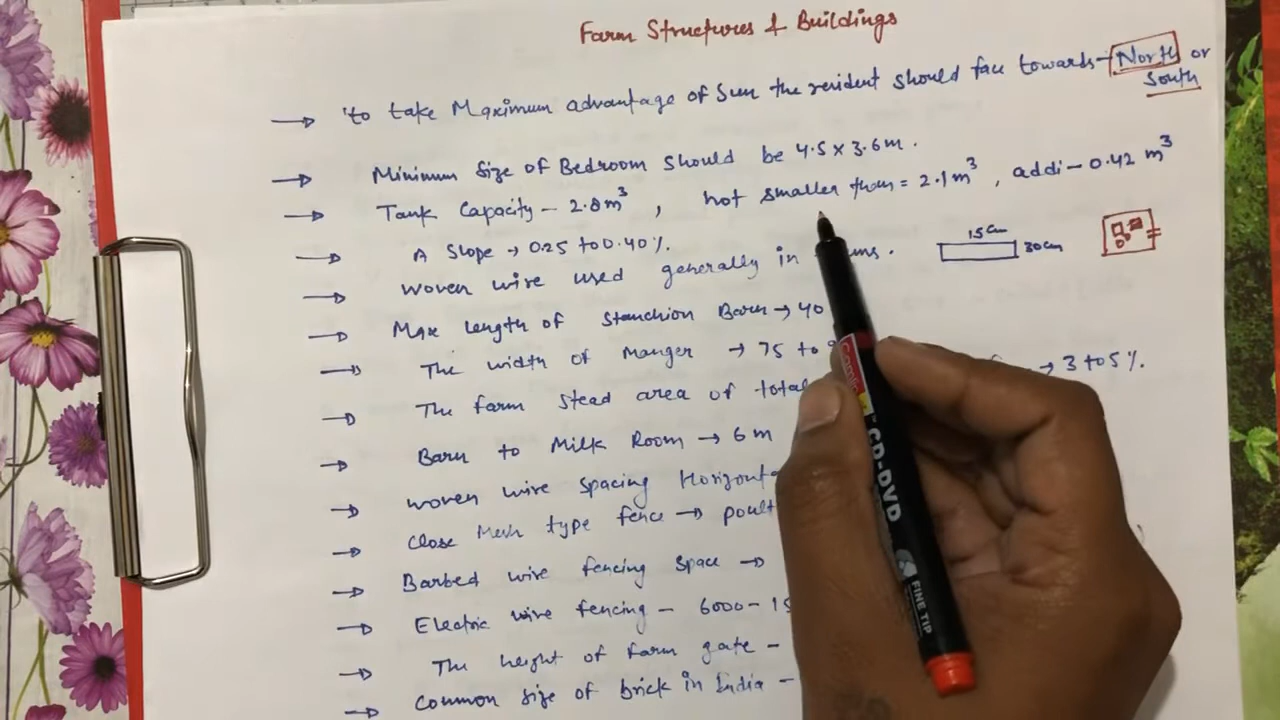 Farm Structures & Buildings
→ To take Maximum advantage of Sun the resident should face towards - North or
South
→ Minimum Size of Bedroom should be 4.5 x 3.6 m.
→ Tank Capacity - 2.8 m³, not smaller than = 2.1 m³, addi - 0.42 m³
→ A Slope → 0.25 to 0.40 %.
→ Woven wire used generally in
15 cm
30 cm
→ Max length of Stanchion Barn → 40
→ The width of Manger → 75 to
→ The farm stead area of total → 3 to 5 %.
→ Barn to Milk Room → 6 m
→ Woven wire spacing
→ Close Mesh type fence →
→ Barbed wire fencing space →
→ Electric wire fencing - 6000 -
→ The height of farm gate -
→ Common size of brick in India -
Camlin
CD-DVD
FINE TIP